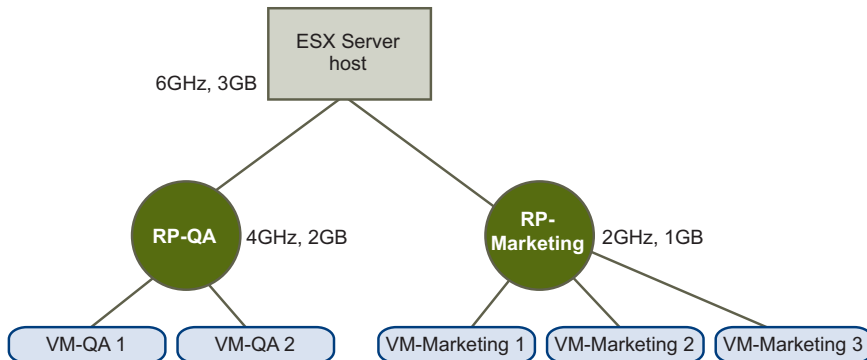 ESX Server
host
6GHz, 3GB
RP-QA
4GHz, 2GB
RP-
Marketing
2GHz, 1GB
VM-QA 1
VM-QA 2
VM-Marketing 1
VM-Marketing 2
VM-Marketing 3